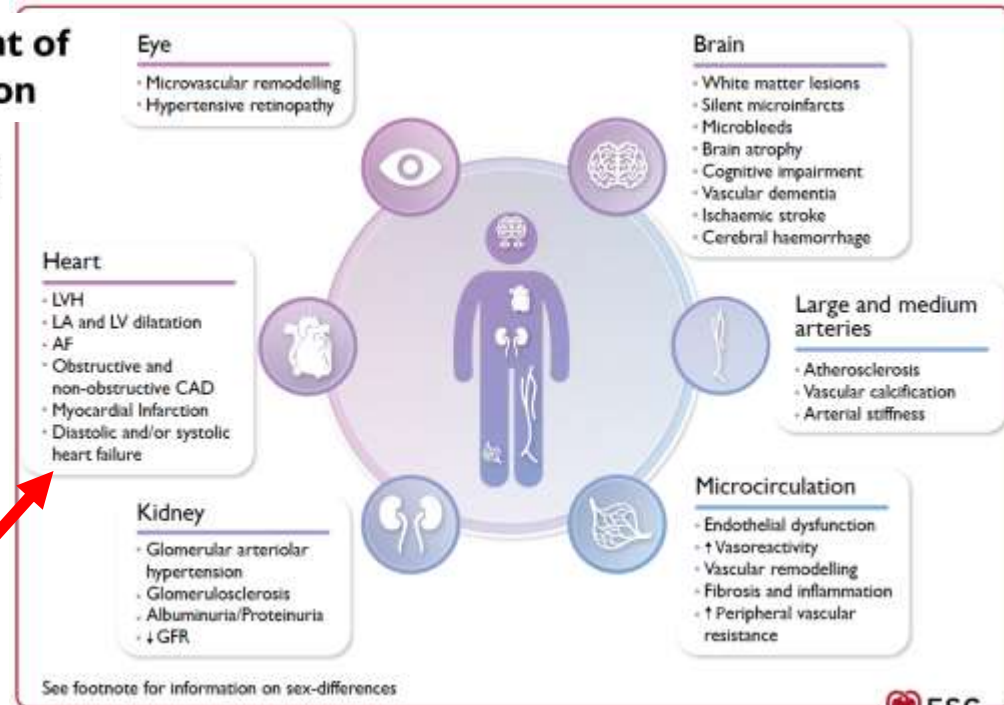 nt of
on
Eye
· Microvascular remodelling
· Hypertensive retinopathy
Brain
· White matter lesions
· Silent microinfarcts
· Microbleeds
· Brain atrophy
· Cognitive impairment
· Vascular dementia
· Ischaemic stroke
· Cerebral haemorrhage
Heart
· LVH
· LA and LV dilatation
· AF
· Obstructive and
non-obstructive CAD
· Myocardial Infarction
· Diastolic and/or systolic
heart failure
Large and medium
arteries
· Atherosclerosis
· Vascular calcification
· Arterial stiffness
Kidney
· Glomerular arteriolar
hypertension
· Glomerulosclerosis
· Albuminuria/Proteinuria
· ↓GFR
Microcirculation
· Endothelial dysfunction
· ↑Vasoreactivity
· Vascular remodelling
· Fibrosis and inflammation
· ↑Peripheral vascular
resistance
See footnote for information on sex-differences
ESC